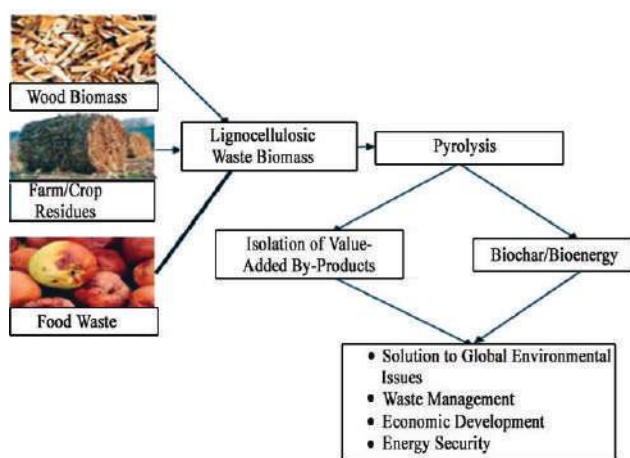 Wood Biomass
Lignocellulosic
Waste Biomass
Pyrolysis
Farm/Crop
Residues
Isolation of Value-
Added By-Products
Biochar/Bioenergy
Food Waste
• Solution to Global Environmental
Issues
• Waste Management
• Economic Development
• Energy Security